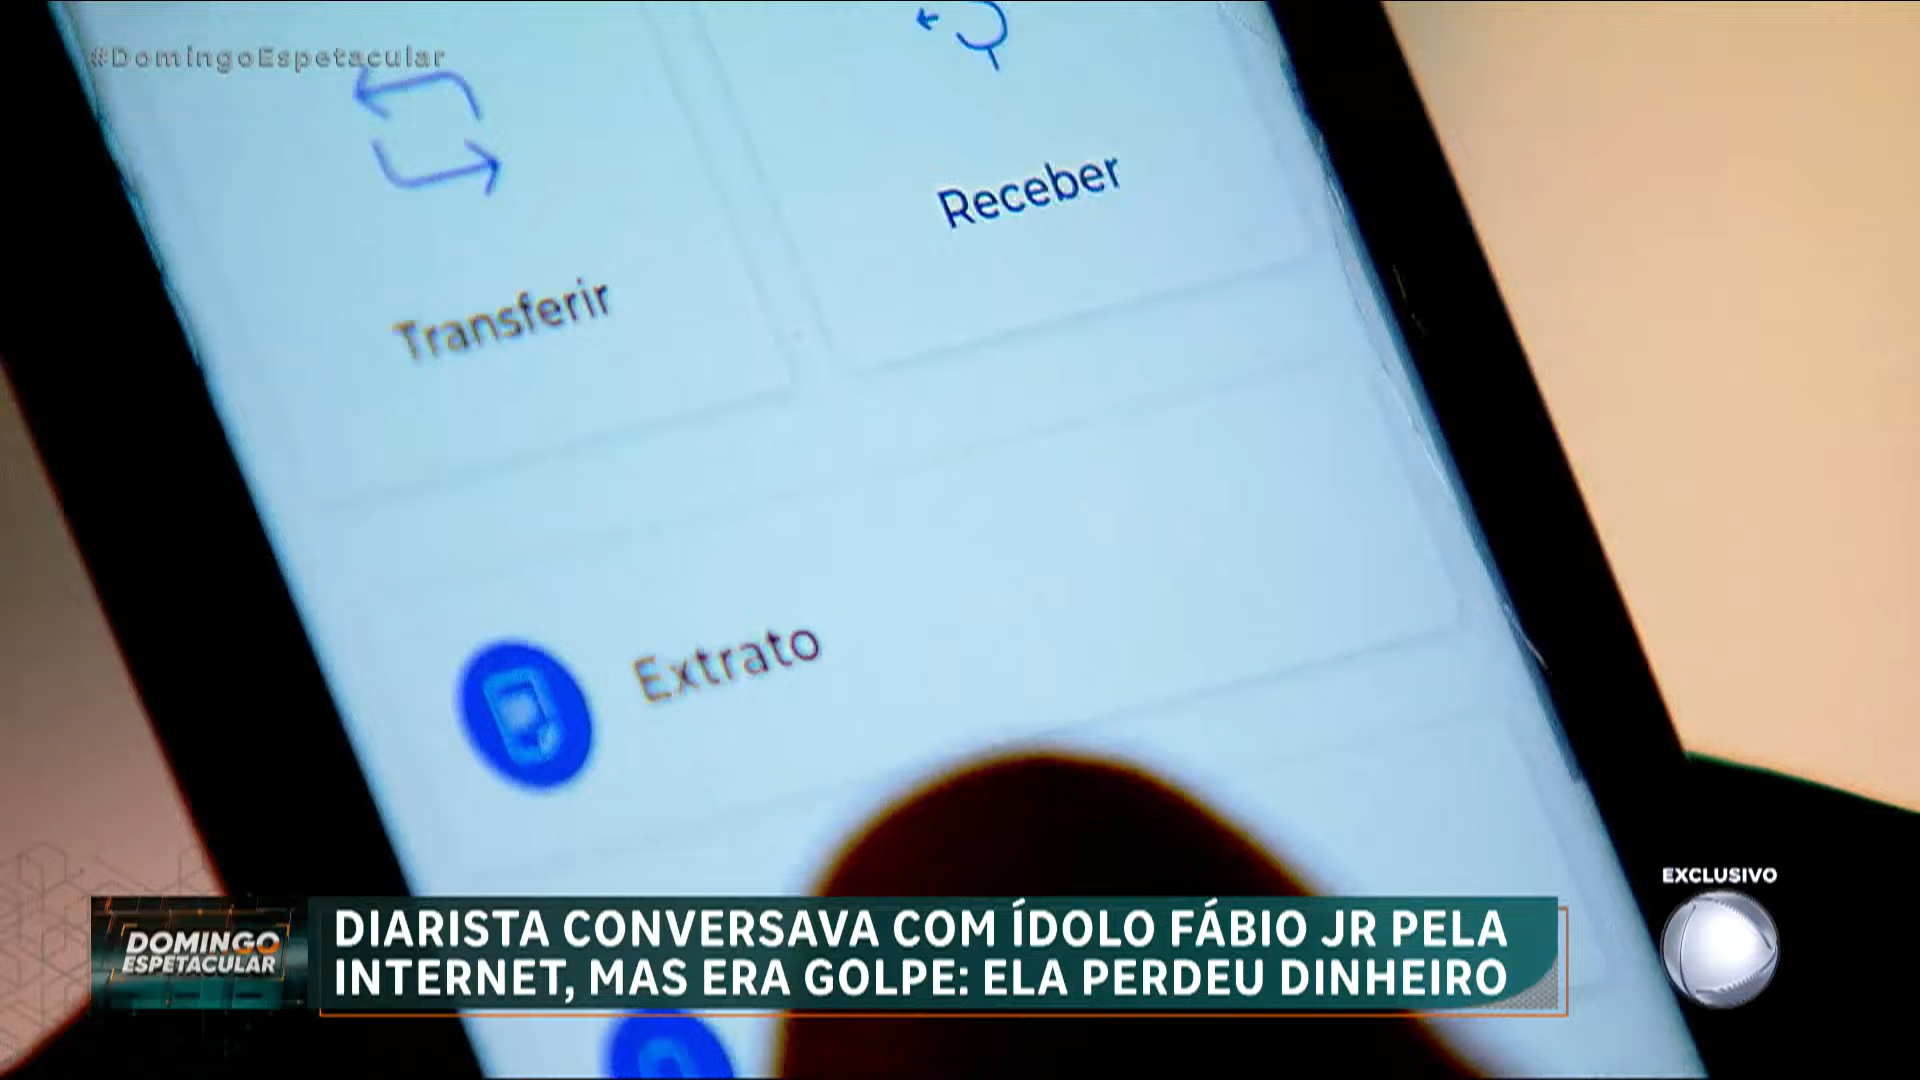 #DomingoEspetacular
Receber
Transferir
Extrato
EXCLUSIVO
DOMINGO
ESPETACULAR
DIARISTA CONVERSAVA COM ÍDOLO FÁBIO JR PELA
INTERNET, MAS ERA GOLPE: ELA PERDEU DINHEIRO